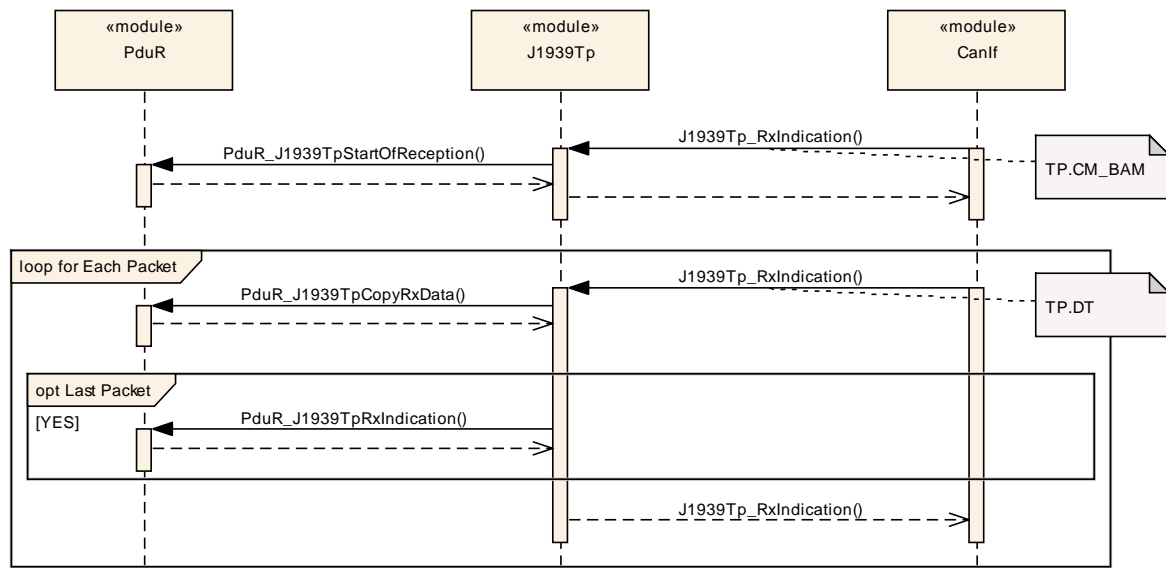 «module»
PduR
«module»
J1939Tp
«module»
CanIf
J1939Tp_RxIndication()
PduR_J1939TpStartOfReception()
TP.CM_BAM
loop for Each Packet
J1939Tp_RxIndication()
PduR_J1939TpCopyRxData()
TP.DT
opt Last Packet
[YES]
PduR_J1939TpRxIndication()
J1939Tp_RxIndication()